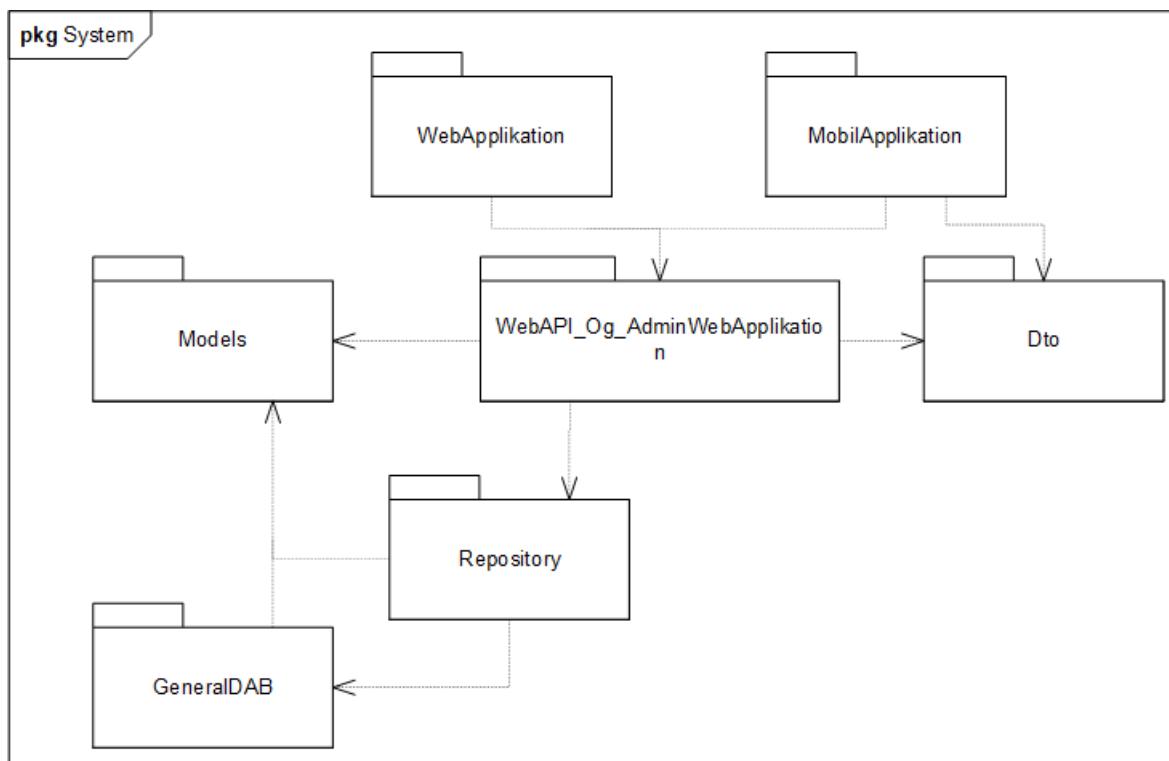 pkg System
WebApplikation
MobilApplikation
Models
WebAPI_Og_AdminWebApplikatio
n
Dto
Repository
GeneralDAB